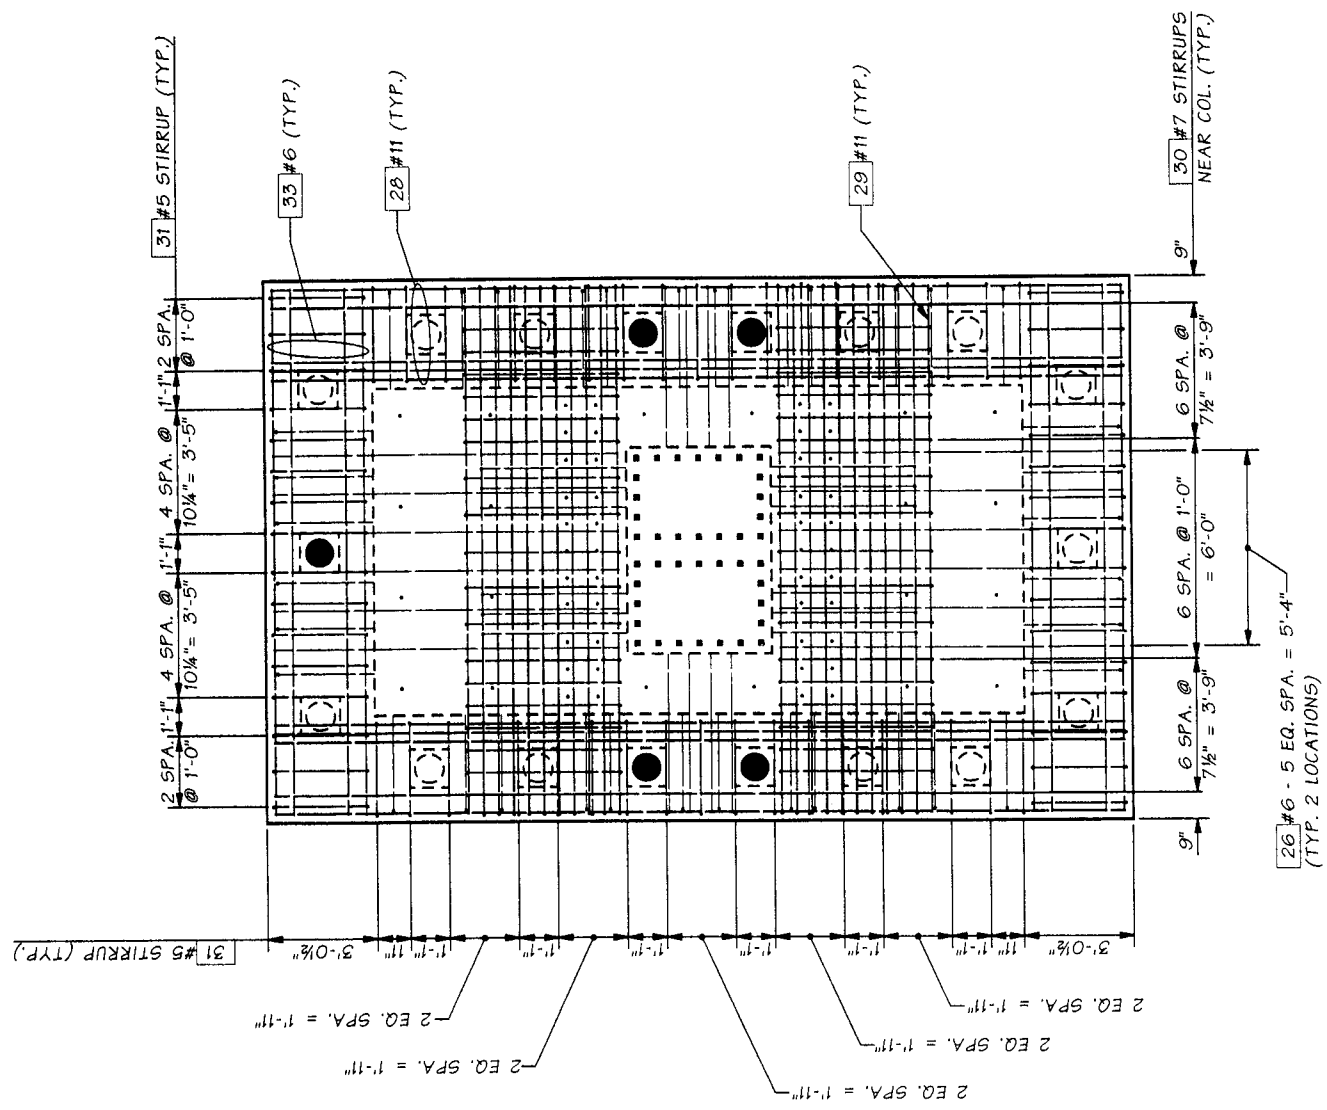 31 #5 STIRRUP (TYP.)
33 #6 (TYP.)
28 #11 (TYP.)
29 #11 (TYP.)
30 #7 STIRRUPS
NEAR COL. (TYP.)
2 SPA.
@ 1'-0"
1'-1"
4 SPA. @
10¼" = 3'-5"
1'-1"
4 SPA. @
10¼" = 3'-5"
1'-1"
2 SPA.
@ 1'-0"
9"
6 SPA. @
7½" = 3'-9"
6 SPA. @ 1'-0"
= 6'-0"
6 SPA. @
7½" = 3'-9"
9"
26 #6 - 5 EQ. SPA. = 5'-4"
(TYP. 2 LOCATIONS)
31 #5 STIRRUP (TYP.)
3'-0½"
11"
1'-1"
1'-1"
1'-1"
1'-1"
1'-1"
1'-1"
11"
3'-0½"
2 EQ. SPA. = 1'-11"
2 EQ. SPA. = 1'-11"
2 EQ. SPA. = 1'-11"
2 EQ. SPA. = 1'-11"
2 EQ. SPA. = 1'-11"